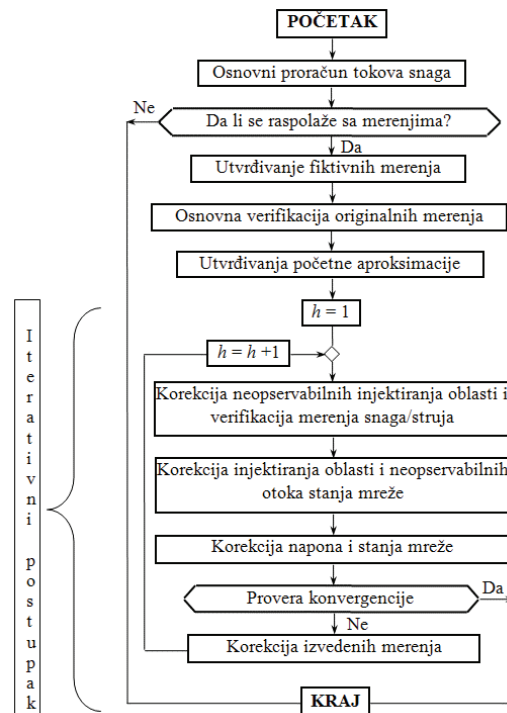 POČETAK
Osnovni proračun tokova snaga
Ne
Da li se raspolaže sa merenjima?
Da
Utvrđivanje fiktivnih merenja
Osnovna verifikacija originalnih merenja
Utvrđivanja početne aproksimacije
h = 1
h = h +1
Iterativni postupak
Korekcija neopservabilnih injektiranja oblasti i
verifikacija merenja snaga/struja
Korekcija injektiranja oblasti i neopservabilnih
otoka stanja mreže
Korekcija napona i stanja mreže
Provera konvergencije
Da
Ne
Korekcija izvedenih merenja
KRAJ